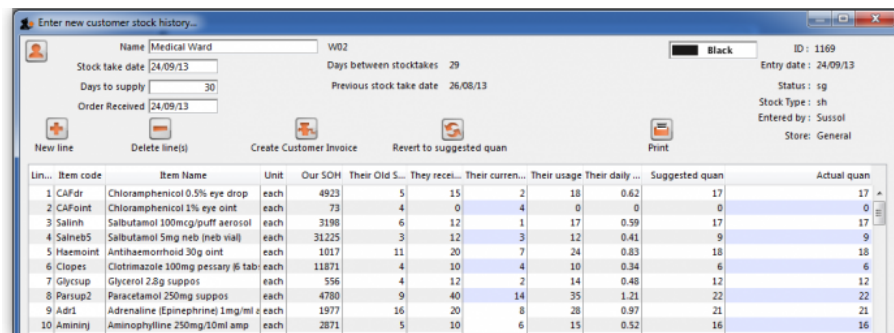 Enter new customer stock history...
Name Medical Ward W02 Black ID : 1169
Stock take date 24/09/13 Days between stocktakes 29 Entry date : 24/09/13
Days to supply 30 Previous stock take date 26/08/13 Status : sg
Order Received 24/09/13 Stock Type : sh
Entered by : Sussol
Store: General
New line Delete line(s) Create Customer Invoice Revert to suggested quan Print
Lin... Item code Item Name Unit Our SOH Their Old S... They recei... Their curren... Their usage Their daily ... Suggested quan Actual quan
1 CAFdr Chloramphenicol 0.5% eye drop each 4923 5 15 2 18 0.62 17 17
2 CAFoint Chloramphenicol 1% eye oint each 73 4 0 4 0 0 0 0
3 Salinh Salbutamol 100mcg/puff aerosol each 3198 6 12 1 17 0.59 17 17
4 Salneb5 Salbutamol 5mg neb (neb vial) each 31225 3 12 3 12 0.41 9 9
5 Haemoint Antihaemorrhoid 30g oint each 1017 11 20 7 24 0.83 18 18
6 Clopes Clotrimazole 100mg pessary (6 tab each 11871 4 10 4 10 0.34 6 6
7 Glycsup Glycerol 2.8g suppos each 556 4 12 2 14 0.48 12 12
8 Parsup2 Paracetamol 250mg suppos each 4780 9 40 14 35 1.21 22 22
9 Adr1 Adrenaline (Epinephrine) 1mg/ml a each 1977 16 20 8 28 0.97 21 21
10 Amininj Aminophylline 250mg/10ml amp each 2871 5 10 6 15 0.52 16 16